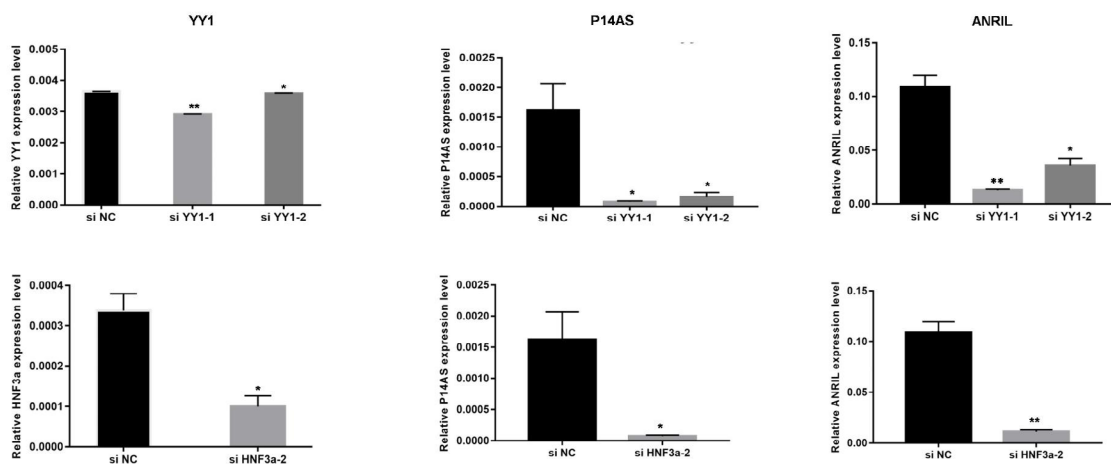 YY1
P14AS
ANRIL
Relative YY1 expression level
0.005
0.004
0.003
0.002
0.001
0.000
**
*
si NC
si YY1-1
si YY1-2
Relative P14AS expression level
0.0025
0.0020
0.0015
0.0010
0.0005
0.0000
*
*
si NC
si YY1-1
si YY1-2
Relative ANRIL expression level
0.15
0.10
0.05
0.00
**
*
si NC
si YY1-1
si YY1-2
Relative HNF3a expression level
0.0004
0.0003
0.0002
0.0001
0.0000
*
si NC
si HNF3a-2
Relative P14AS expression level
0.0025
0.0020
0.0015
0.0010
0.0005
0.0000
*
si NC
si HNF3a-2
Relative ANRIL expression level
0.15
0.10
0.05
0.00
**
si NC
si HNF3a-2